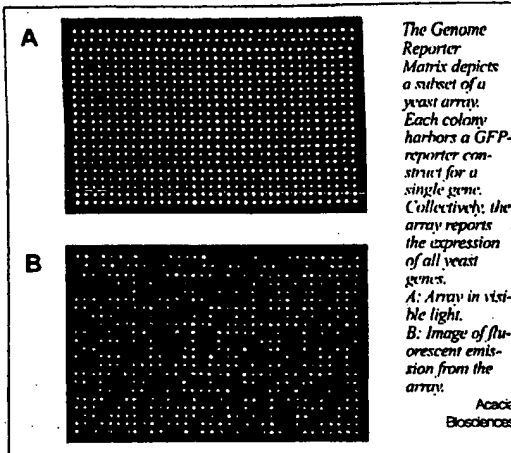 A
B
The Genome
Reporter
Matrix depicts
a subset of a
yeast array.
Each colony
harbors a GFP-
reporter con-
struct for a
single gene.
Collectively, the
array reports
the expression
of all yeast
genes.
A: Array in visi-
ble light.
B: Image of flu-
orescent emis-
sion from the
array.
Acacia
Biosciences